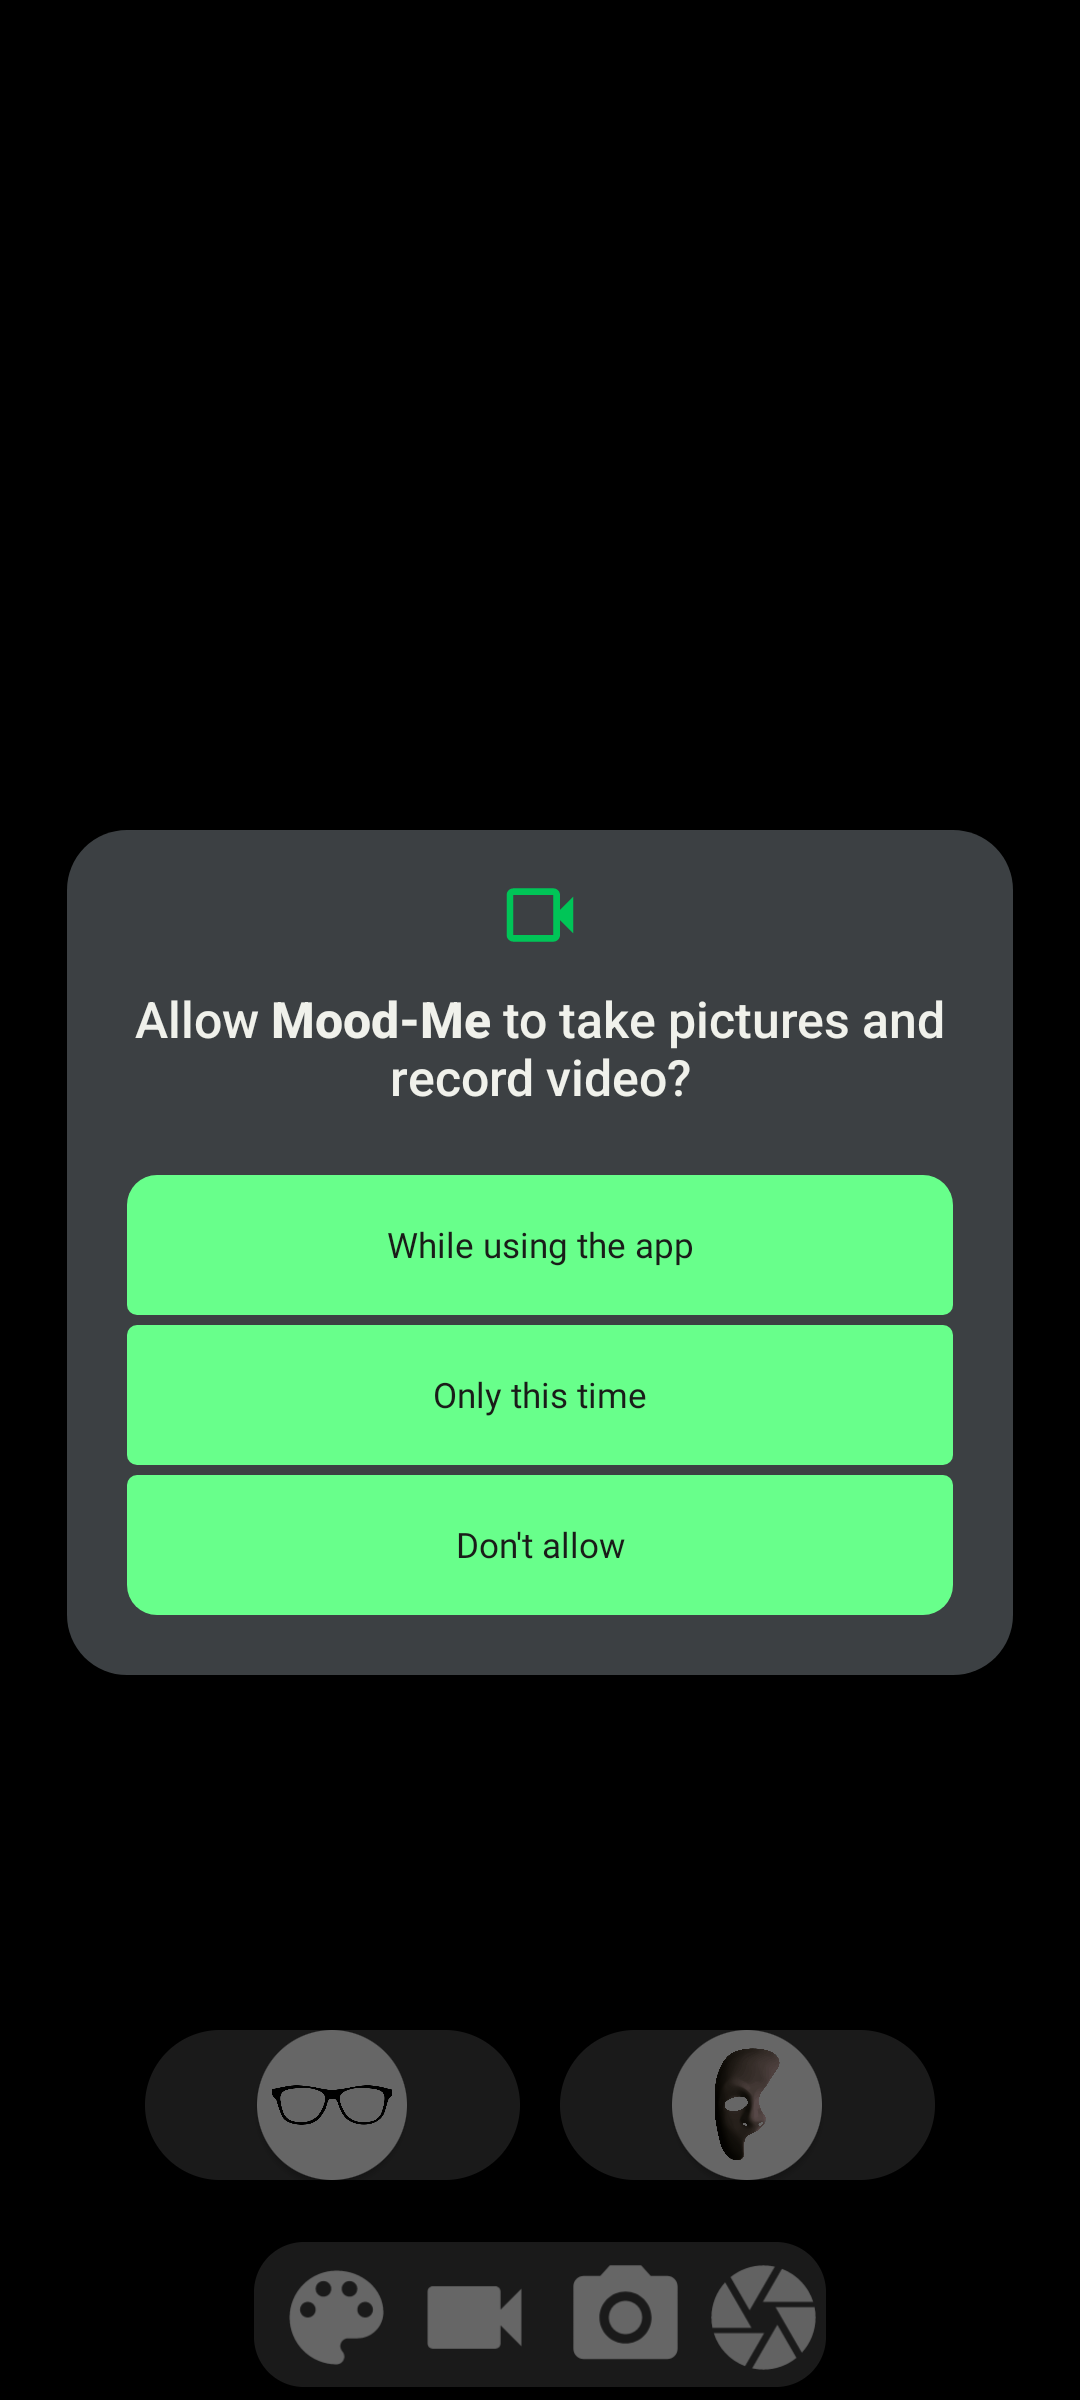 Allow Mood-Me to take pictures and
record video?
While using the app
Only this time
Don't allow